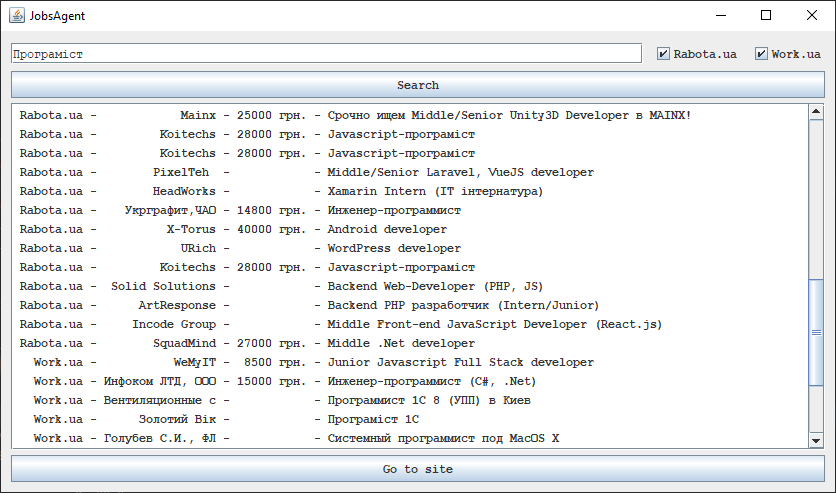 JobsAgent
Програміст Rabota.ua Work.ua
Search
Rabota.ua - Mainx - 25000 грн. - Срочно ищем Middle/Senior Unity3D Developer в MAINX!
Rabota.ua - Koitechs - 28000 грн. - Javascript-програміст
Rabota.ua - Koitechs - 28000 грн. - Javascript-програміст
Rabota.ua - PixelTeh - - Middle/Senior Laravel, VueJS developer
Rabota.ua - HeadWorks - - Xamarin Intern (IT інтернатура)
Rabota.ua - Укрграфит,ЧАО - 14800 грн. - Инженер-программист
Rabota.ua - X-Torus - 40000 грн. - Android developer
Rabota.ua - URich - - WordPress developer
Rabota.ua - Koitechs - 28000 грн. - Javascript-програміст
Rabota.ua - Solid Solutions - - Backend Web-Developer (PHP, JS)
Rabota.ua - ArtResponse - - Backend PHP разработчик (Intern/Junior)
Rabota.ua - Incode Group - - Middle Front-end JavaScript Developer (React.js)
Rabota.ua - SquadMind - 27000 грн. - Middle .Net developer
Work.ua - WeMyIT - 8500 грн. - Junior Javascript Full Stack developer
Work.ua - Инфоком ЛТД, ООО - 15000 грн. - Инженер-программист (C#, .Net)
Work.ua - Вентиляционные с - - Программист 1С 8 (УПП) в Киев
Work.ua - Золотий Вік - - Програміст 1С
Work.ua - Голубев С.И., ФЛ - - Системный программист под MacOS X
Go to site